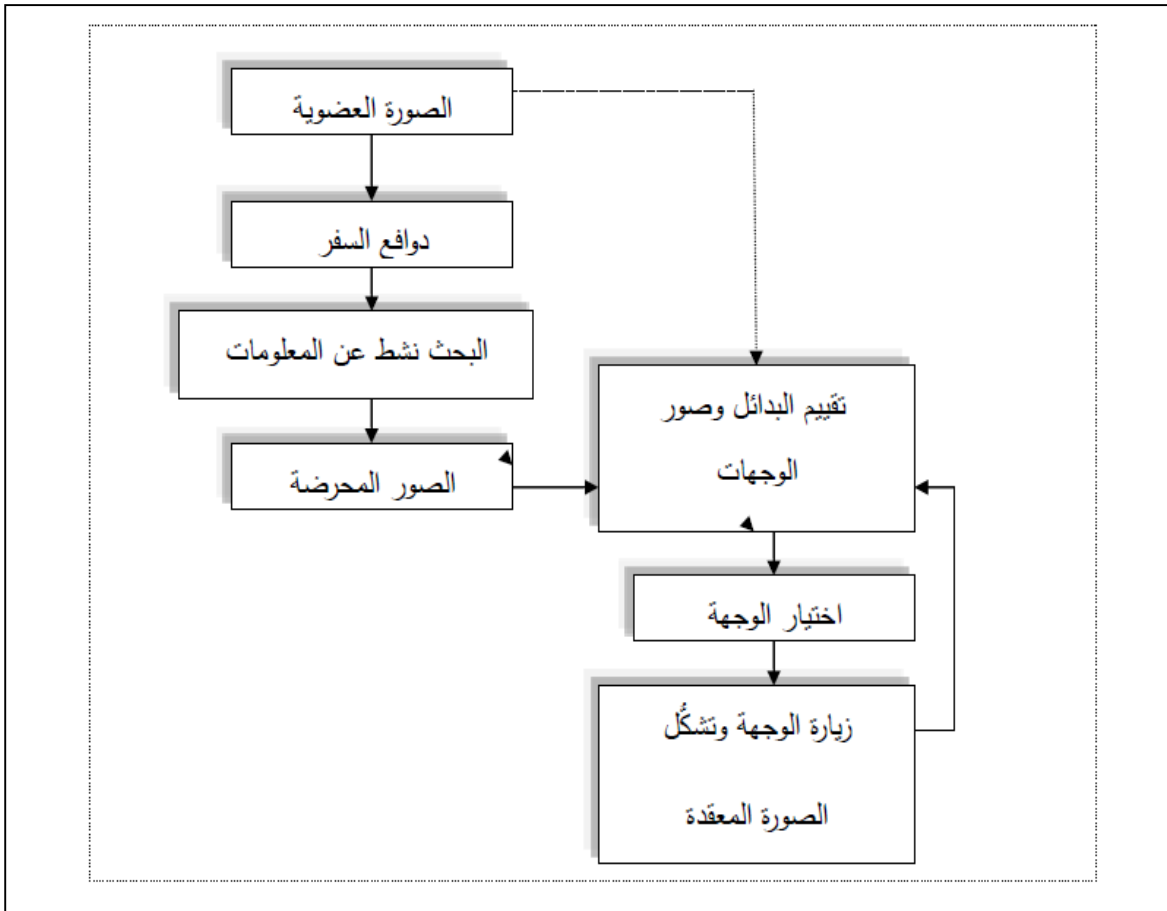 الصورة العضوية
دوافع السفر
البحث نشط عن المعلومات
الصور المحرضة
تقييم البدائل وصور
الوجهات
اختيار الوجهة
زيارة الوجهة وتشكُّل
الصورة المعقدة